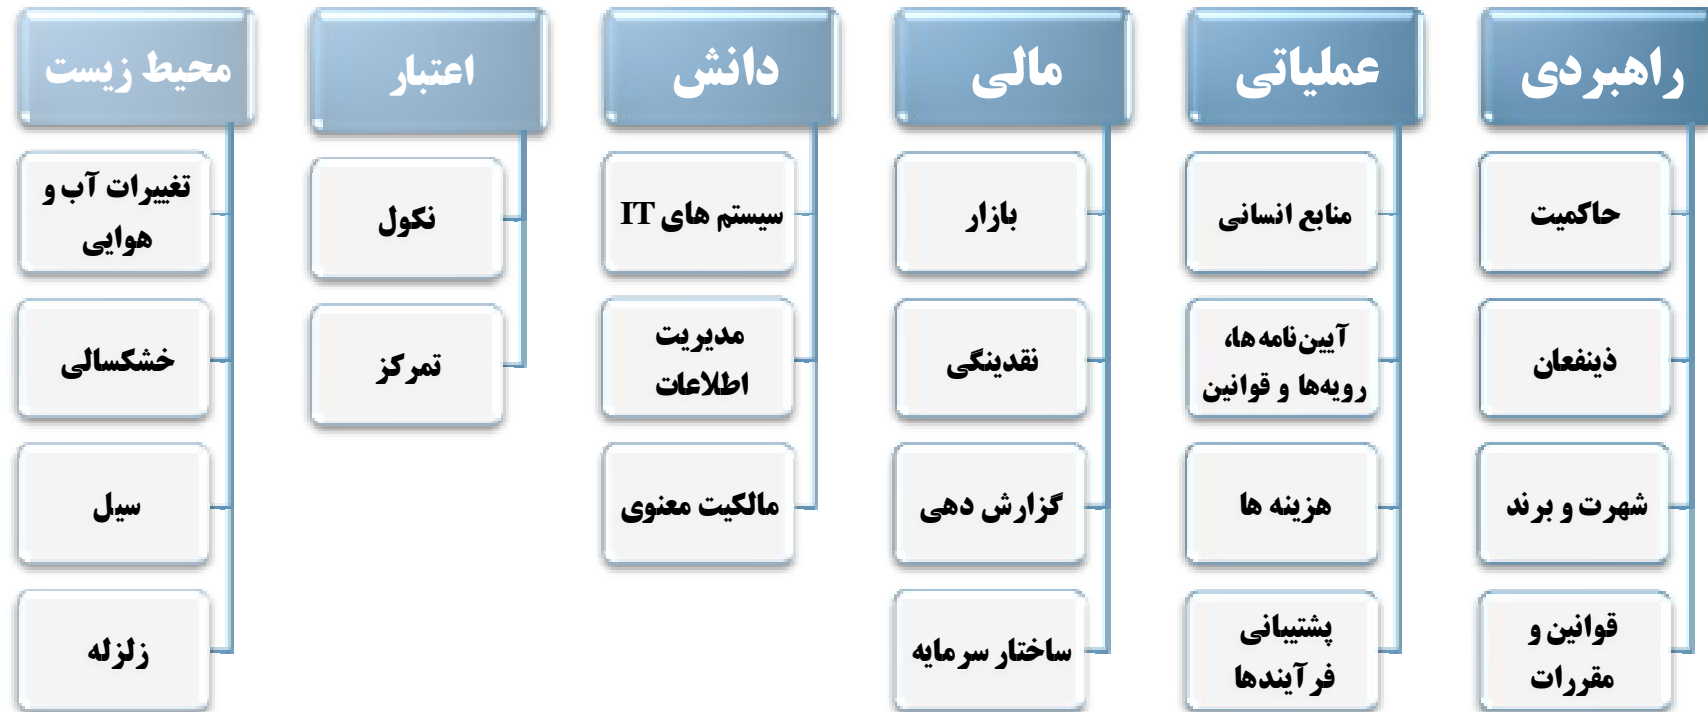 راهبردی
حاکمیت
ذینفعان
شهرت و برند
قوانین و
مقررات
عملیاتی
منابع انسانی
آیین‌نامه ها،
رویه‌ها و قوانین
هزینه ها
پشتیبانی
فرآیندها
مالی
بازار
نقدینگی
گزارش دهی
ساختار سرمایه
دانش
سیستم های IT
مدیریت
اطلاعات
مالکیت معنوی
اعتبار
نکول
تمرکز
محیط زیست
تغییرات آب و
هوایی
خشکسالی
سیل
زلزله